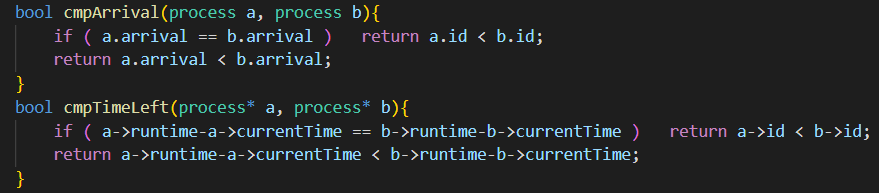 bool cmpArrival(process a, process b){
    if ( a.arrival == b.arrival )   return a.id < b.id;
    return a.arrival < b.arrival;
}
bool cmpTimeLeft(process* a, process* b){
    if ( a->runtime-a->currentTime == b->runtime-b->currentTime )   return a->id < b->id;
    return a->runtime-a->currentTime < b->runtime-b->currentTime;
}